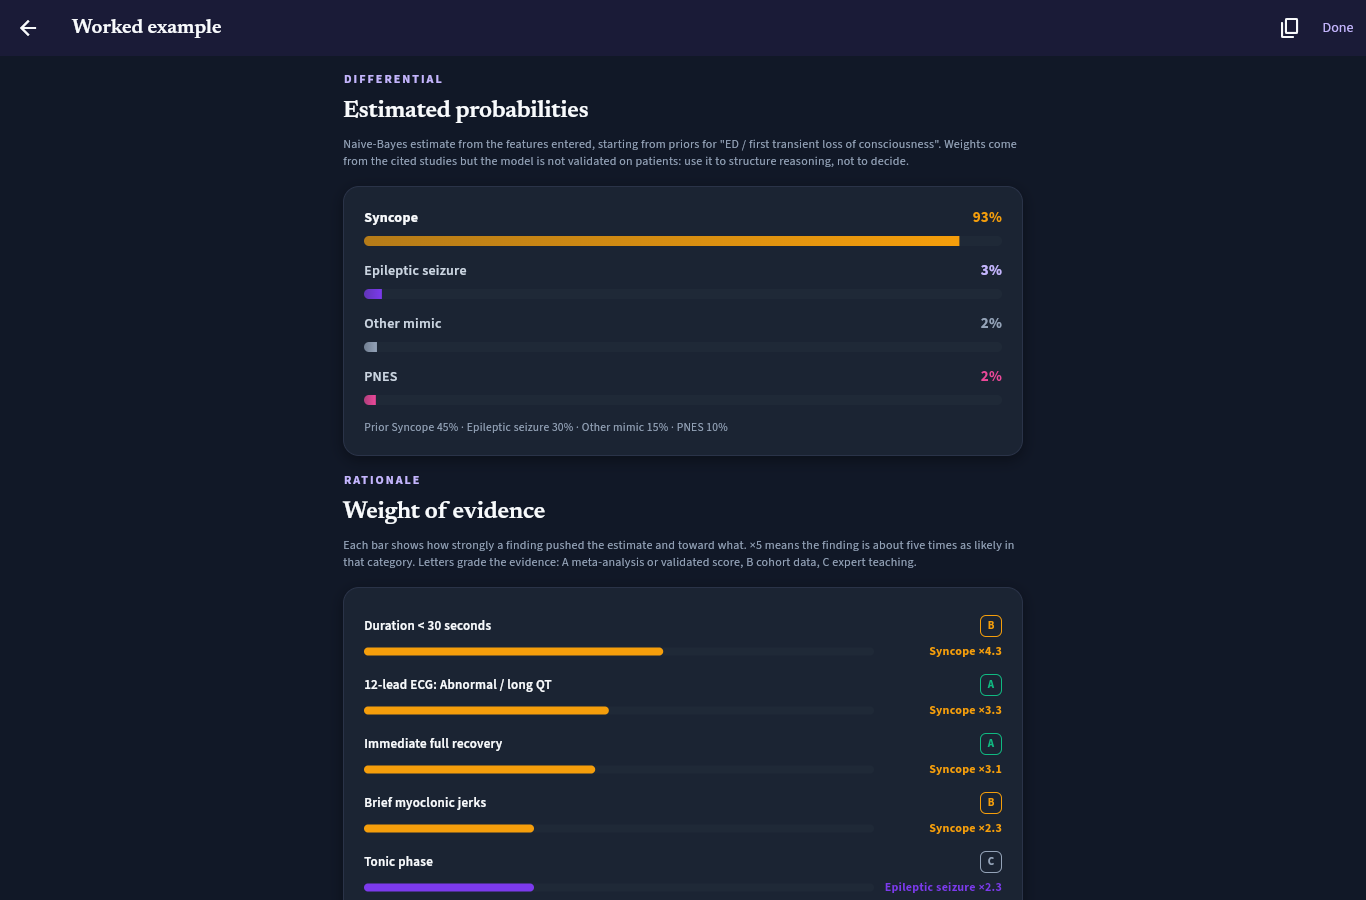 Worked example
Done
DIFFERENTIAL
Estimated probabilities
Naive-Bayes estimate from the features entered, starting from priors for "ED / first transient loss of consciousness". Weights come
from the cited studies but the model is not validated on patients: use it to structure reasoning, not to decide.
Syncope 93%
Epileptic seizure 3%
Other mimic 2%
PNES 2%
Prior Syncope 45% · Epileptic seizure 30% · Other mimic 15% · PNES 10%
RATIONALE
Weight of evidence
Each bar shows how strongly a finding pushed the estimate and toward what. ×5 means the finding is about five times as likely in
that category. Letters grade the evidence: A meta-analysis or validated score, B cohort data, C expert teaching.
Duration < 30 seconds B
Syncope ×4.3
12-lead ECG: Abnormal / long QT A
Syncope ×3.3
Immediate full recovery A
Syncope ×3.1
Brief myoclonic jerks B
Syncope ×2.3
Tonic phase C
Epileptic seizure ×2.3